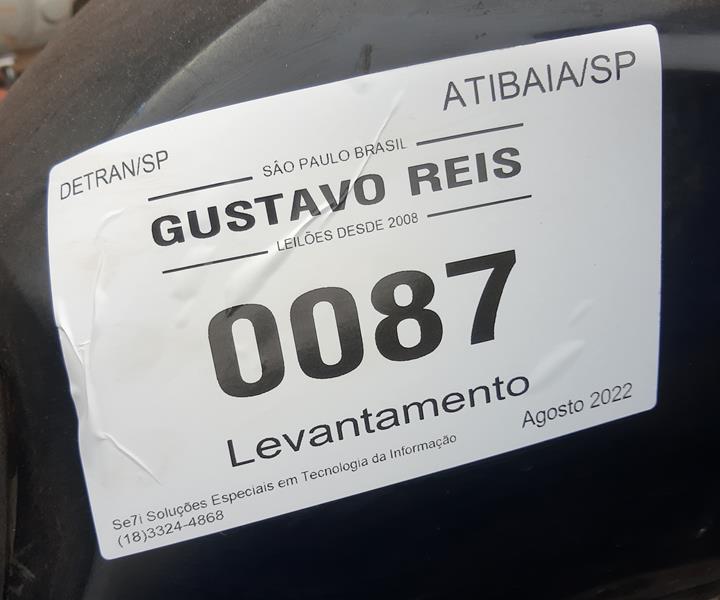 DETRAN/SP
ATIBAIA/SP
SÃO PAULO BRASIL
GUSTAVO REIS
LEILÕES DESDE 2008
0087
Levantamento
Agosto 2022
Se7i Soluções Especiais em Tecnologia da Informação
(18)3324-4868